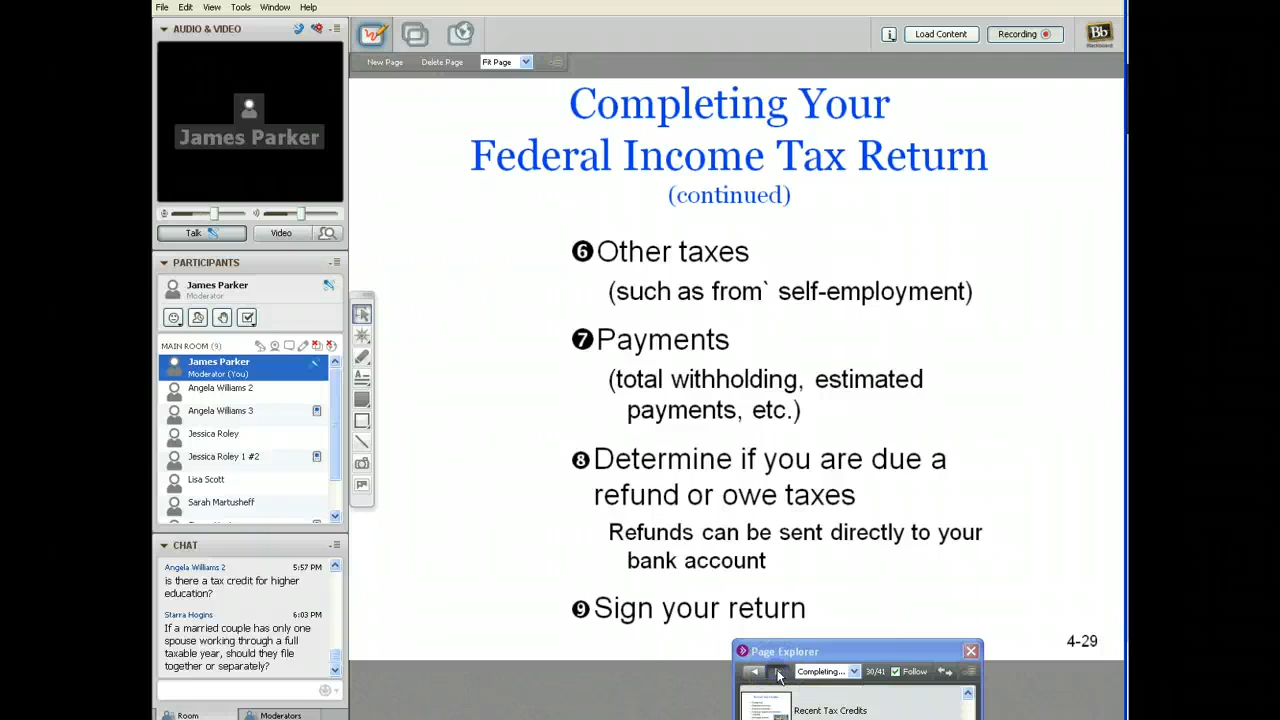 File Edit View Tools Window Help
AUDIO & VIDEO
James Parker
Talk
Video
PARTICIPANTS
James Parker
Moderator
MAIN ROOM (9)
James Parker
Moderator (You)
Angela Williams 2
Angela Williams 3
Jessica Roley
Jessica Roley 1 #2
Lisa Scott
Sarah Martusheff
CHAT
Angela Williams 2 5:57 PM
is there a tax credit for higher
education?
Starra Hogins 6:03 PM
If a married couple has only one
spouse working through a full
taxable year, should they file
together or separately?
Room Moderators
Load Content
Recording
Bb
Blackboard
New Page Delete Page Fit Page
Completing Your
Federal Income Tax Return
(continued)
❻Other taxes
(such as from` self-employment)
❼Payments
(total withholding, estimated
payments, etc.)
❽Determine if you are due a
refund or owe taxes
Refunds can be sent directly to your
bank account
❾Sign your return
4-29
Page Explorer
Completing... 30/41 Follow
Recent Tax Credits